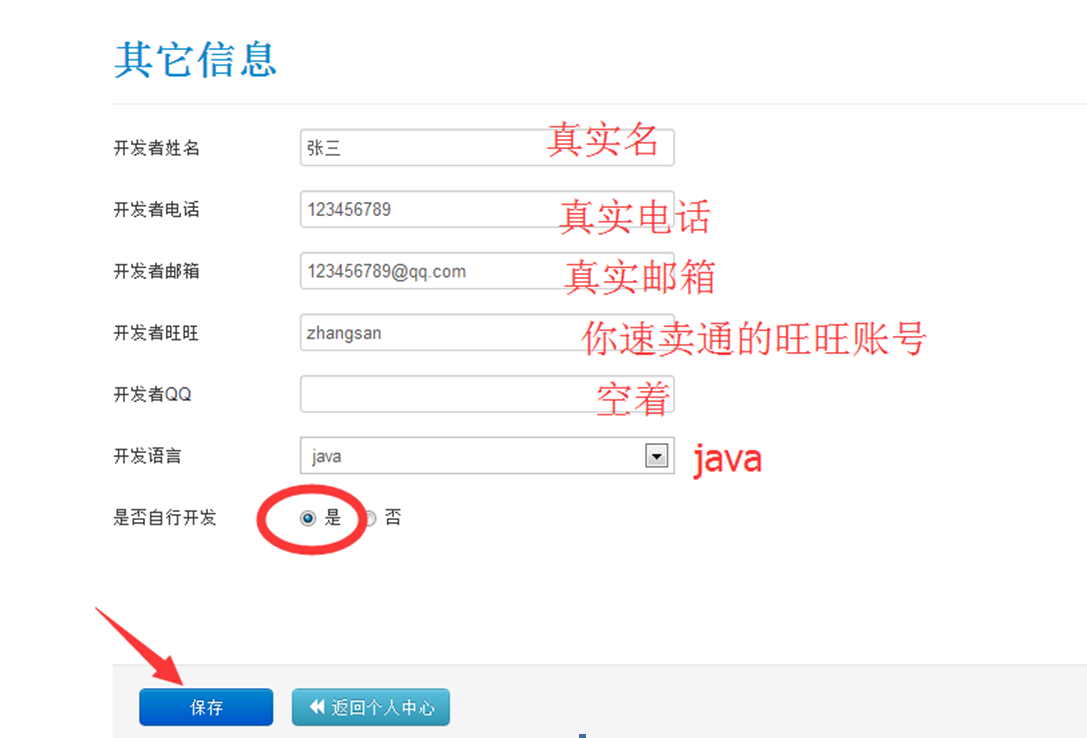 其它信息
开发者姓名 张三 真实名
开发者电话 123456789 真实电话
开发者邮箱 123456789@qq.com 真实邮箱
开发者旺旺 zhangsan 你速卖通的旺旺账号
开发者QQ 空着
开发语言 java java
是否自行开发 是 否
保存 返回个人中心